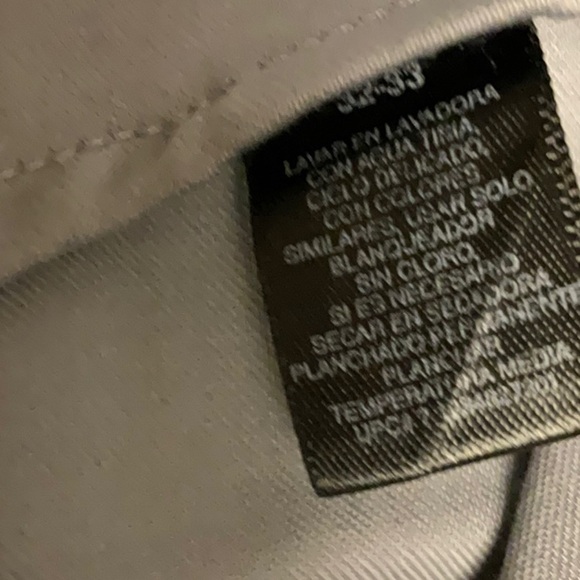 32-33
LAVAR EN LAVADORA
CON AGUA TIBIA.
CICLO DELICADO.
CON COLORES
SIMILARES, USAR SOLO
BLANQUEADOR
SIN CLORO,
SI ES NECESARIO
SECAR EN SECADORA
PLANCHADO
PLANCHAR
TEMPERATURA MEDIA
UPC#